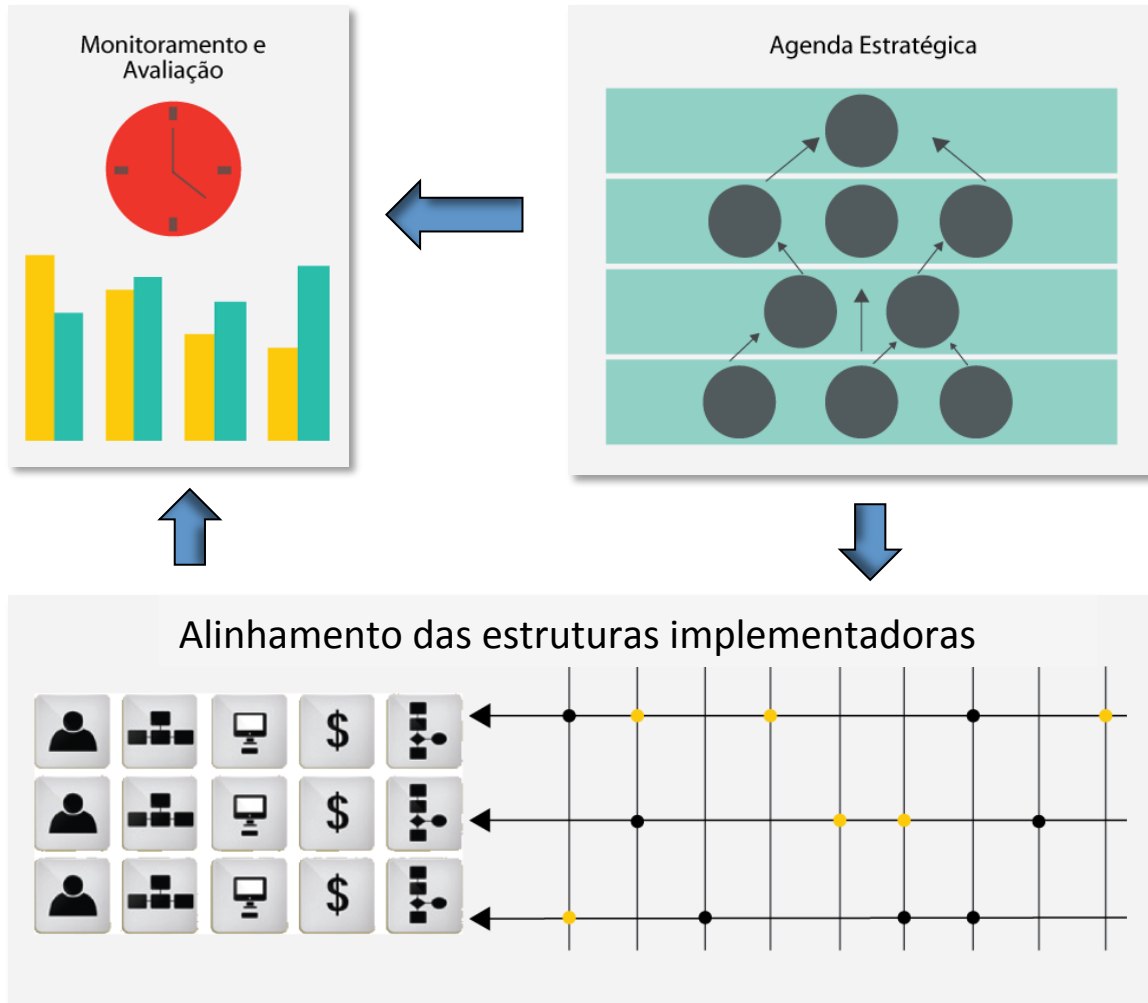 Monitoramento e
Avaliação
Agenda Estratégica
Alinhamento das estruturas implementadoras
$
$
$